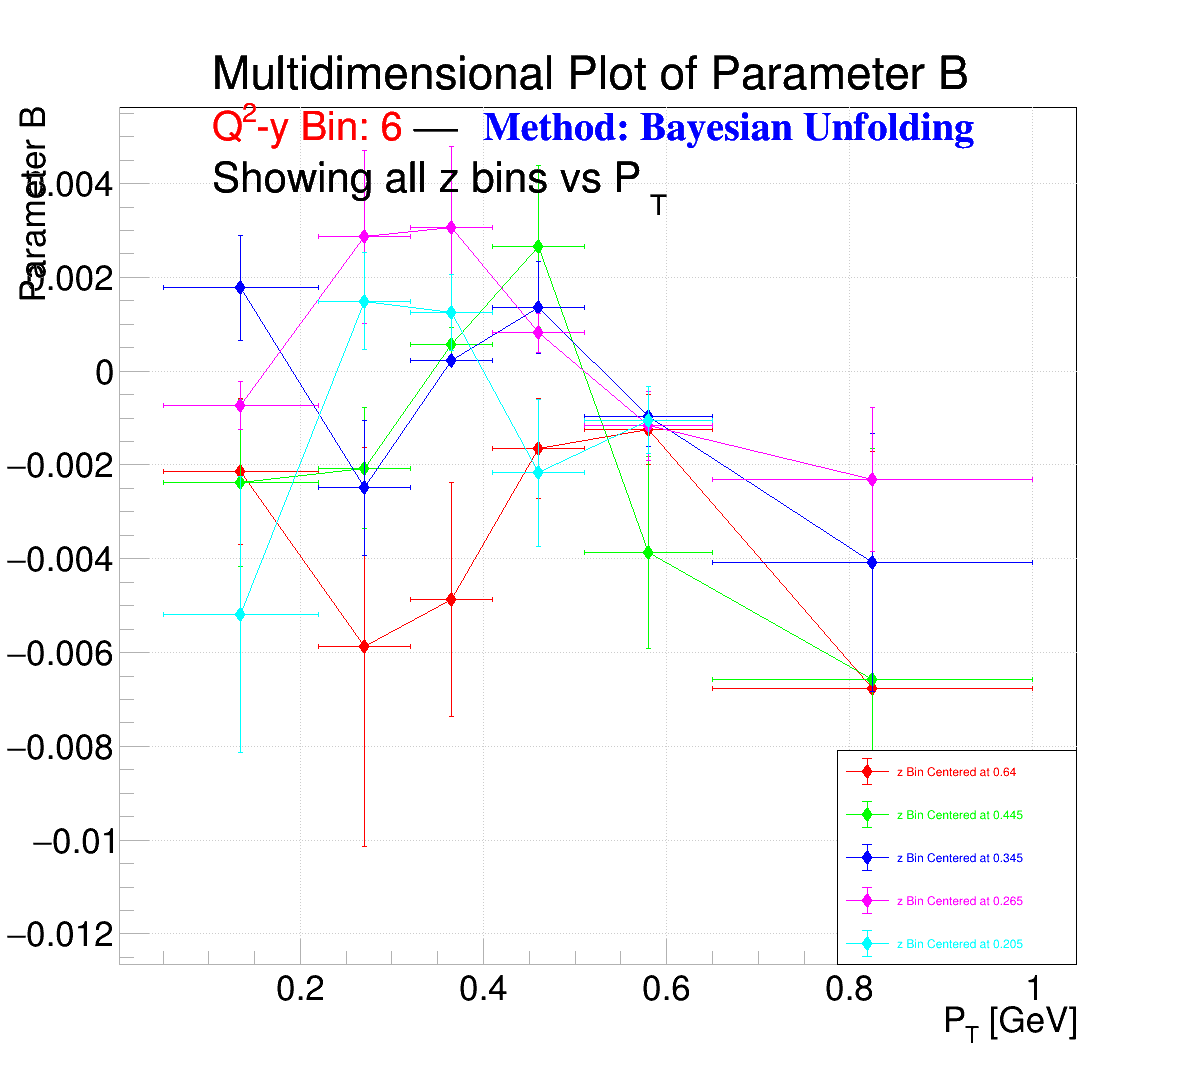 Multidimensional Plot of Parameter B
Q²-y Bin: 6 — Method: Bayesian Unfolding
Showing all z bins vs P_T
Parameter B
0.004
0.002
0
−0.002
−0.004
−0.006
−0.008
−0.01
−0.012
z Bin Centered at 0.64
z Bin Centered at 0.445
z Bin Centered at 0.345
z Bin Centered at 0.265
z Bin Centered at 0.205
0.2 0.4 0.6 0.8 1
P_T [GeV]